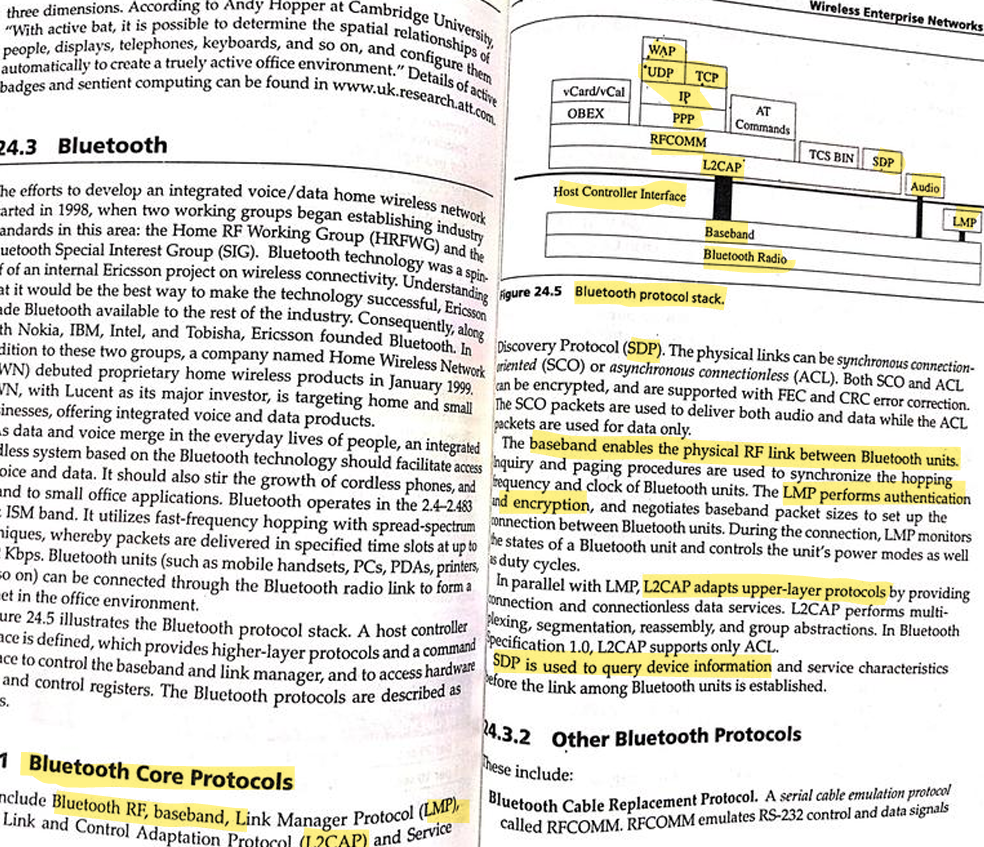 three dimensions. According to Andy Hopper at Cambridge University,
"With active bat, it is possible to determine the spatial relationships of
people, displays, telephones, keyboards, and so on, and configure them
automatically to create a truely active office environment." Details of active
badges and sentient computing can be found in www.uk.research.att.com.
24.3 Bluetooth
he efforts to develop an integrated voice/data home wireless network
arted in 1998, when two working groups began establishing industry
andards in this area: the Home RF Working Group (HRFWG) and the
uetooth Special Interest Group (SIG). Bluetooth technology was a spin-
f of an internal Ericsson project on wireless connectivity. Understanding
at it would be the best way to make the technology successful, Ericsson
ade Bluetooth available to the rest of the industry. Consequently, along
th Nokia, IBM, Intel, and Tobisha, Ericsson founded Bluetooth. In
dition to these two groups, a company named Home Wireless Network
WN) debuted proprietary home wireless products in January 1999.
VN, with Lucent as its major investor, is targeting home and small
sinesses, offering integrated voice and data products.
s data and voice merge in the everyday lives of people, an integrated
dless system based on the Bluetooth technology should facilitate access
oice and data. It should also stir the growth of cordless phones, and
and to small office applications. Bluetooth operates in the 2.4–2.483
ISM band. It utilizes fast-frequency hopping with spread-spectrum
niques, whereby packets are delivered in specified time slots at up to
Kbps. Bluetooth units (such as mobile handsets, PCs, PDAs, printers,
so on) can be connected through the Bluetooth radio link to form a
et in the office environment.
ure 24.5 illustrates the Bluetooth protocol stack. A host controller
ace is defined, which provides higher-layer protocols and a command
ace to control the baseband and link manager, and to access hardware
and control registers. The Bluetooth protocols are described as
s.
1 Bluetooth Core Protocols
nclude Bluetooth RF, baseband, Link Manager Protocol (LMP),
Link and Control Adaptation Protocol (L2CAP) and Service
Wireless Enterprise Networks
WAP
UDP TCP
vCard/vCal IP AT
OBEX PPP Commands
RFCOMM TCS BIN SDP
L2CAP Audio
Host Controller Interface LMP
Baseband
Bluetooth Radio
Figure 24.5 Bluetooth protocol stack.
Discovery Protocol (SDP). The physical links can be synchronous connection-
oriented (SCO) or asynchronous connectionless (ACL). Both SCO and ACL
can be encrypted, and are supported with FEC and CRC error correction.
The SCO packets are used to deliver both audio and data while the ACL
packets are used for data only.
The baseband enables the physical RF link between Bluetooth units.
Inquiry and paging procedures are used to synchronize the hopping
frequency and clock of Bluetooth units. The LMP performs authentication
and encryption, and negotiates baseband packet sizes to set up the
connection between Bluetooth units. During the connection, LMP monitors
the states of a Bluetooth unit and controls the unit's power modes as well
as duty cycles.
In parallel with LMP, L2CAP adapts upper-layer protocols by providing
connection and connectionless data services. L2CAP performs multi-
plexing, segmentation, reassembly, and group abstractions. In Bluetooth
Specification 1.0, L2CAP supports only ACL.
SDP is used to query device information and service characteristics
before the link among Bluetooth units is established.
24.3.2 Other Bluetooth Protocols
These include:
Bluetooth Cable Replacement Protocol. A serial cable emulation protocol
called RFCOMM. RFCOMM emulates RS-232 control and data signals